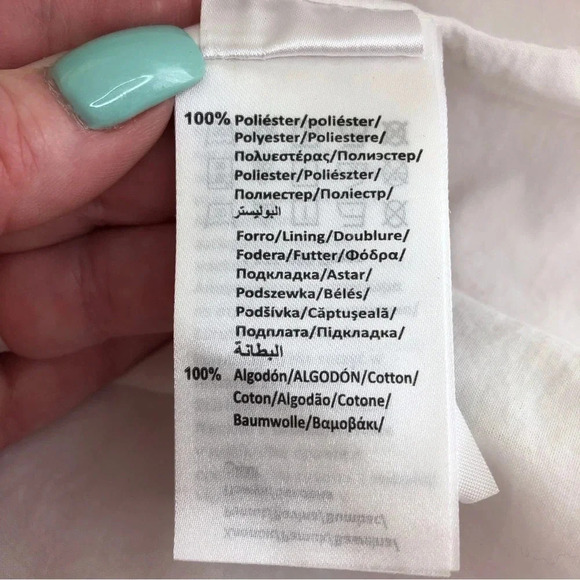 100% Poliéster/poliéster/
Polyester/Poliestere/
Πολυεστέρας/Полиэстер/
Poliester/Poliészter/
Полиестер/Поліестр/
البوليستر
Forro/Lining/Doublure/
Fodera/Futter/Φόδρα/
Подкладка/Astar/
Podszewka/Bélés/
Podšívka/Căptuşeală/
Подплата/Підкладка/
البطانة
100% Algodón/ALGODÓN/Cotton/
Coton/Algodão/Cotone/
Baumwolle/Βαμοβάκι/